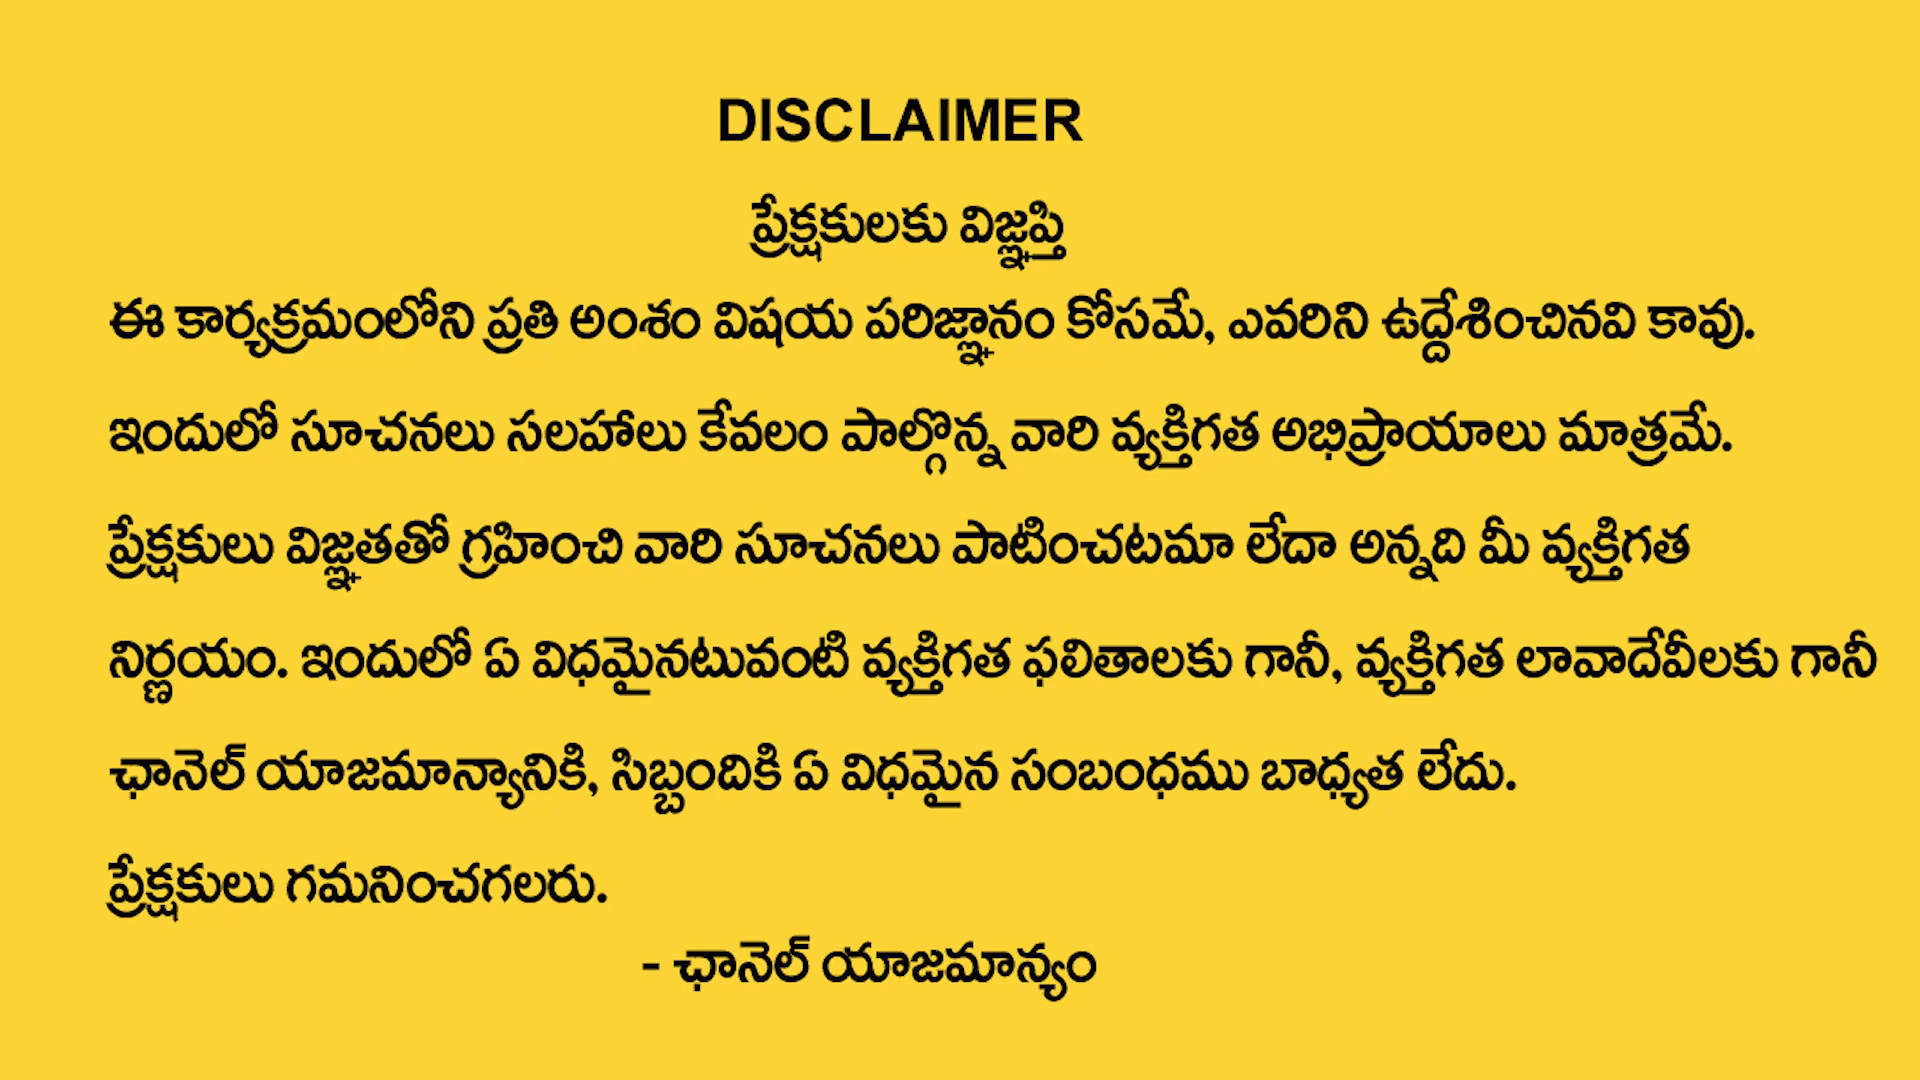 DISCLAIMER
ప్రేక్షకులకు విజ్ఞప్తి
ఈ కార్యక్రమంలోని ప్రతి అంశం విషయ పరిజ్ఞానం కోసమే, ఎవరిని ఉద్దేశించినవి కావు.
ఇందులో సూచనలు సలహాలు కేవలం పాల్గొన్న వారి వ్యక్తిగత అభిప్రాయాలు మాత్రమే.
ప్రేక్షకులు విజ్ఞతతో గ్రహించి వారి సూచనలు పాటించటమా లేదా అన్నది మీ వ్యక్తిగత
నిర్ణయం. ఇందులో ఏ విధమైనటువంటి వ్యక్తిగత ఫలితాలకు గానీ, వ్యక్తిగత లావాదేవీలకు గానీ
ఛానెల్ యాజమాన్యానికి, సిబ్బందికి ఏ విధమైన సంబంధము బాధ్యత లేదు.
ప్రేక్షకులు గమనించగలరు.
- ఛానెల్ యాజమాన్యం